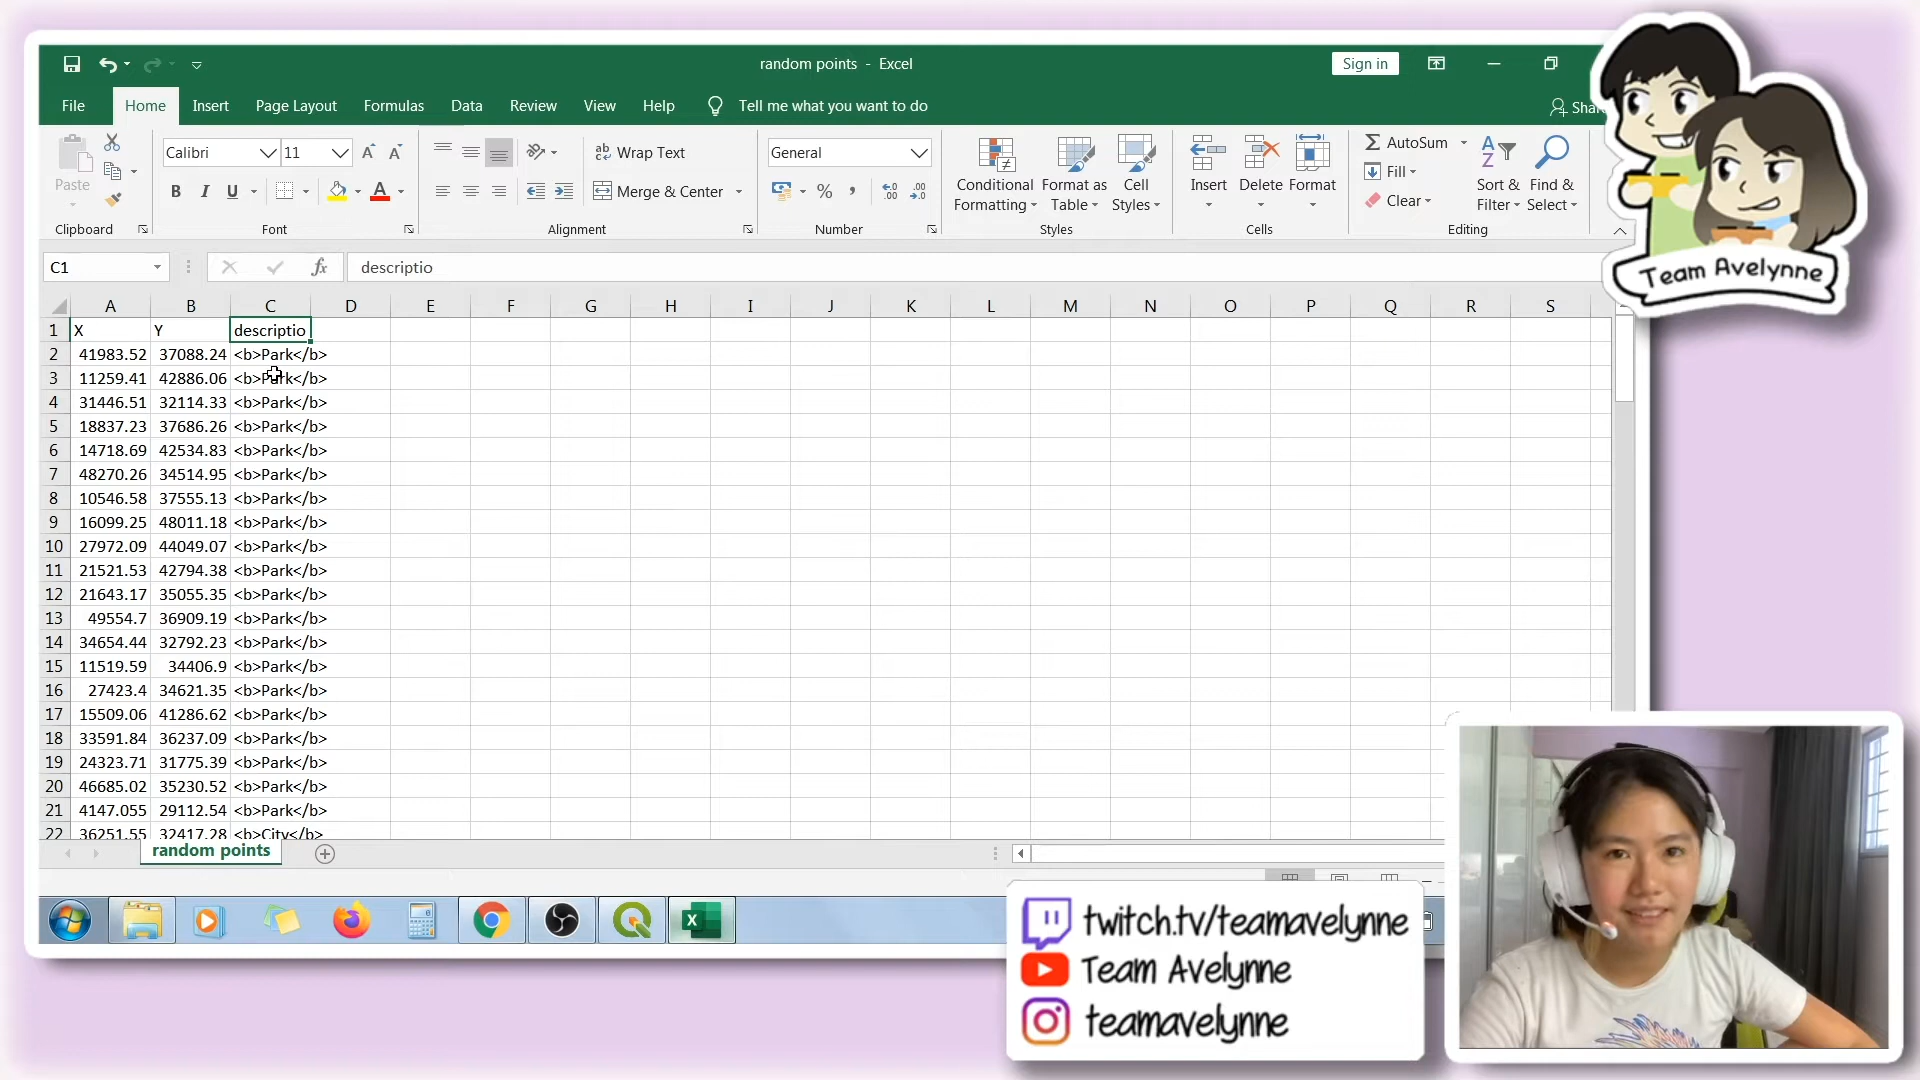 random points - Excel
Sign in
File Home Insert Page Layout Formulas Data Review View Help Tell me what you want to do
Paste
Calibri 11
B I U A
Wrap Text
Merge & Center
General
Conditional Formatting
Format as Table
Cell Styles
Insert
Delete
Format
AutoSum
Fill
Clear
Sort & Filter
Find & Select
Clipboard Font Alignment Number Styles Cells Editing
Team Avelynne
C1 fx descriptio
A B C D E F G H I J K L M N O P Q R S
1 X Y descriptio
2 41983.52 37088.24 <b>Park</b>
3 11259.41 42886.06 <b>Park</b>
4 31446.51 32114.33 <b>Park</b>
5 18837.23 37686.26 <b>Park</b>
6 14718.69 42534.83 <b>Park</b>
7 48270.26 34514.95 <b>Park</b>
8 10546.58 37555.13 <b>Park</b>
9 16099.25 48011.18 <b>Park</b>
10 27972.09 44049.07 <b>Park</b>
11 21521.53 42794.38 <b>Park</b>
12 21643.17 35055.35 <b>Park</b>
13 49554.7 36909.19 <b>Park</b>
14 34654.44 32792.23 <b>Park</b>
15 11519.59 34406.9 <b>Park</b>
16 27423.4 34621.35 <b>Park</b>
17 15509.06 41286.62 <b>Park</b>
18 33591.84 36237.09 <b>Park</b>
19 24323.71 31775.39 <b>Park</b>
20 46685.02 35230.52 <b>Park</b>
21 4147.055 29112.54 <b>Park</b>
22 36251.55 32417.28 <b>City</b>
random points
twitch.tv/teamavelynne
Team Avelynne
teamavelynne